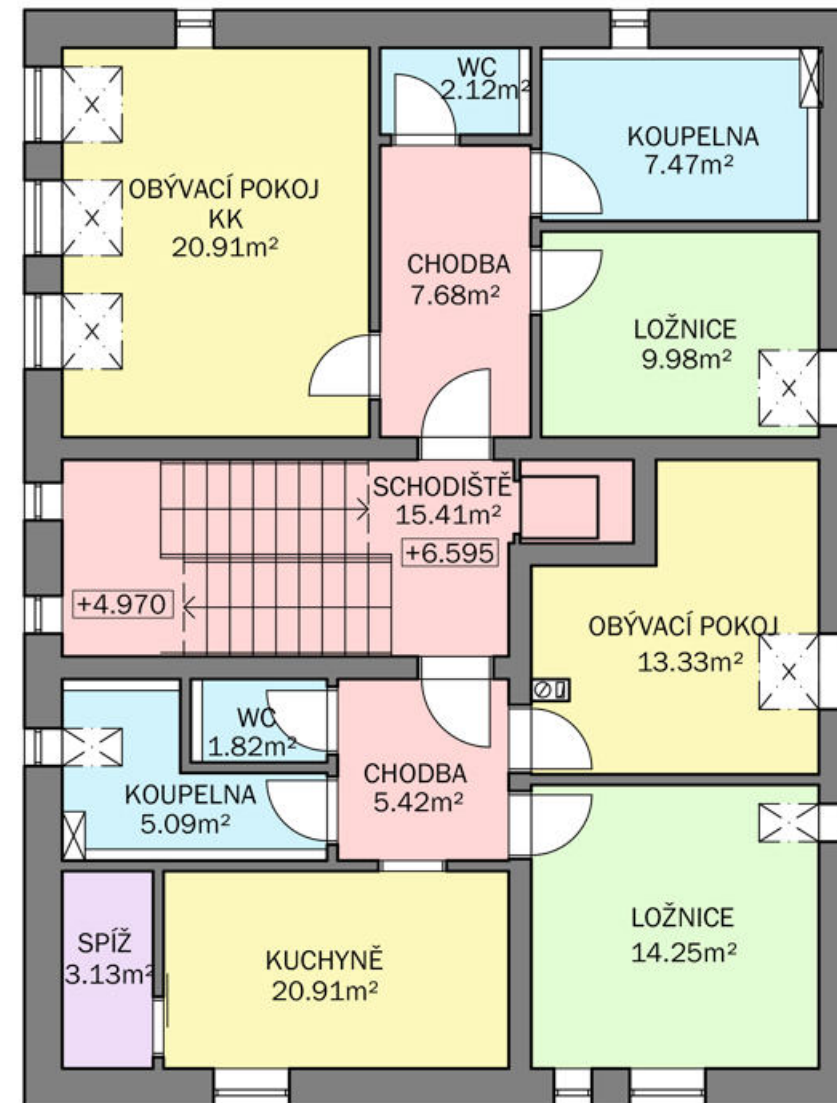 WC
2.12m²
KOUPELNA
7.47m²
OBÝVACÍ POKOJ
KK
20.91m²
CHODBA
7.68m²
LOŽNICE
9.98m²
SCHODIŠTĚ
15.41m²
+6.595
+4.970
OBÝVACÍ POKOJ
13.33m²
WC
1.82m²
CHODBA
5.42m²
KOUPELNA
5.09m²
SPÍŽ
3.13m²
KUCHYNĚ
20.91m²
LOŽNICE
14.25m²